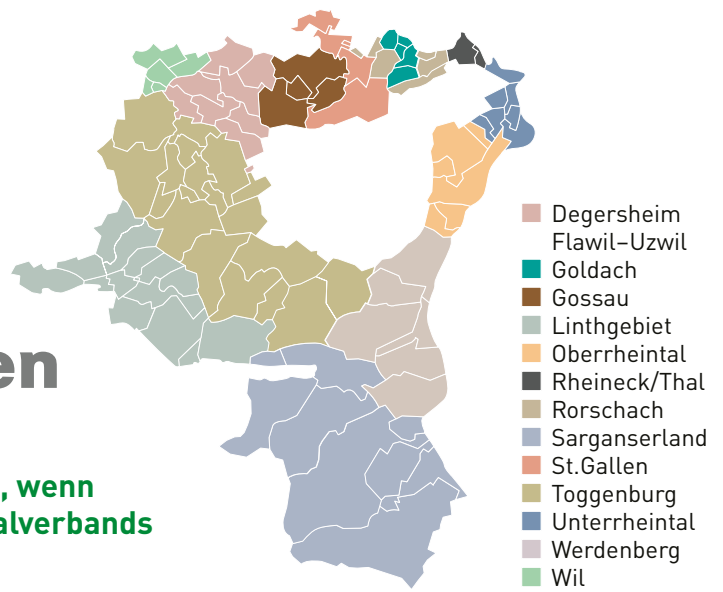 en
, wenn
alverbands
Degersheim
Flawil–Uzwil
Goldach
Gossau
Linthgebiet
Oberrheintal
Rheineck/Thal
Rorschach
Sarganserland
St.Gallen
Toggenburg
Unterrheintal
Werdenberg
Wil